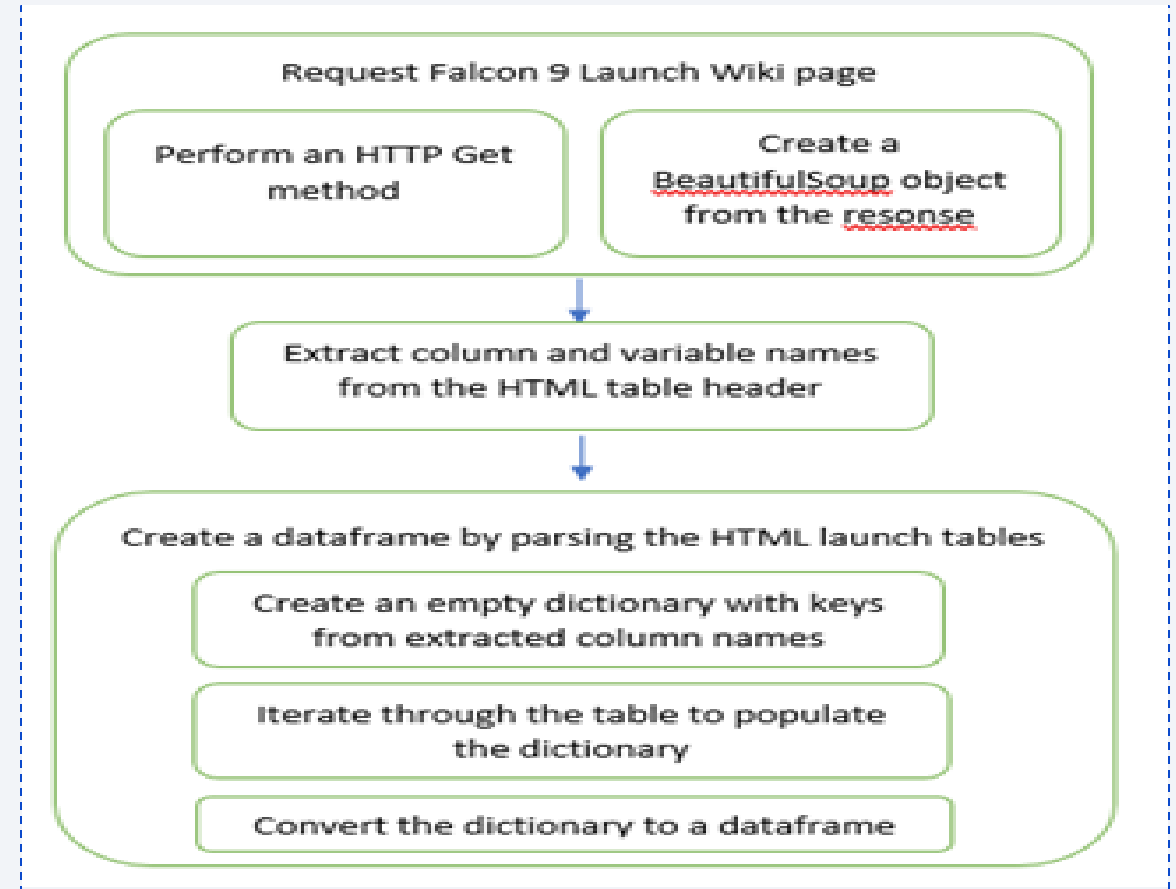 Request Falcon 9 Launch Wiki page
Perform an HTTP Get
method
Create a
BeautifulSoup object
from the resonse
Extract column and variable names
from the HTML table header
Create a dataframe by parsing the HTML launch tables
Create an empty dictionary with keys
from extracted column names
Iterate through the table to populate
the dictionary
Convert the dictionary to a dataframe